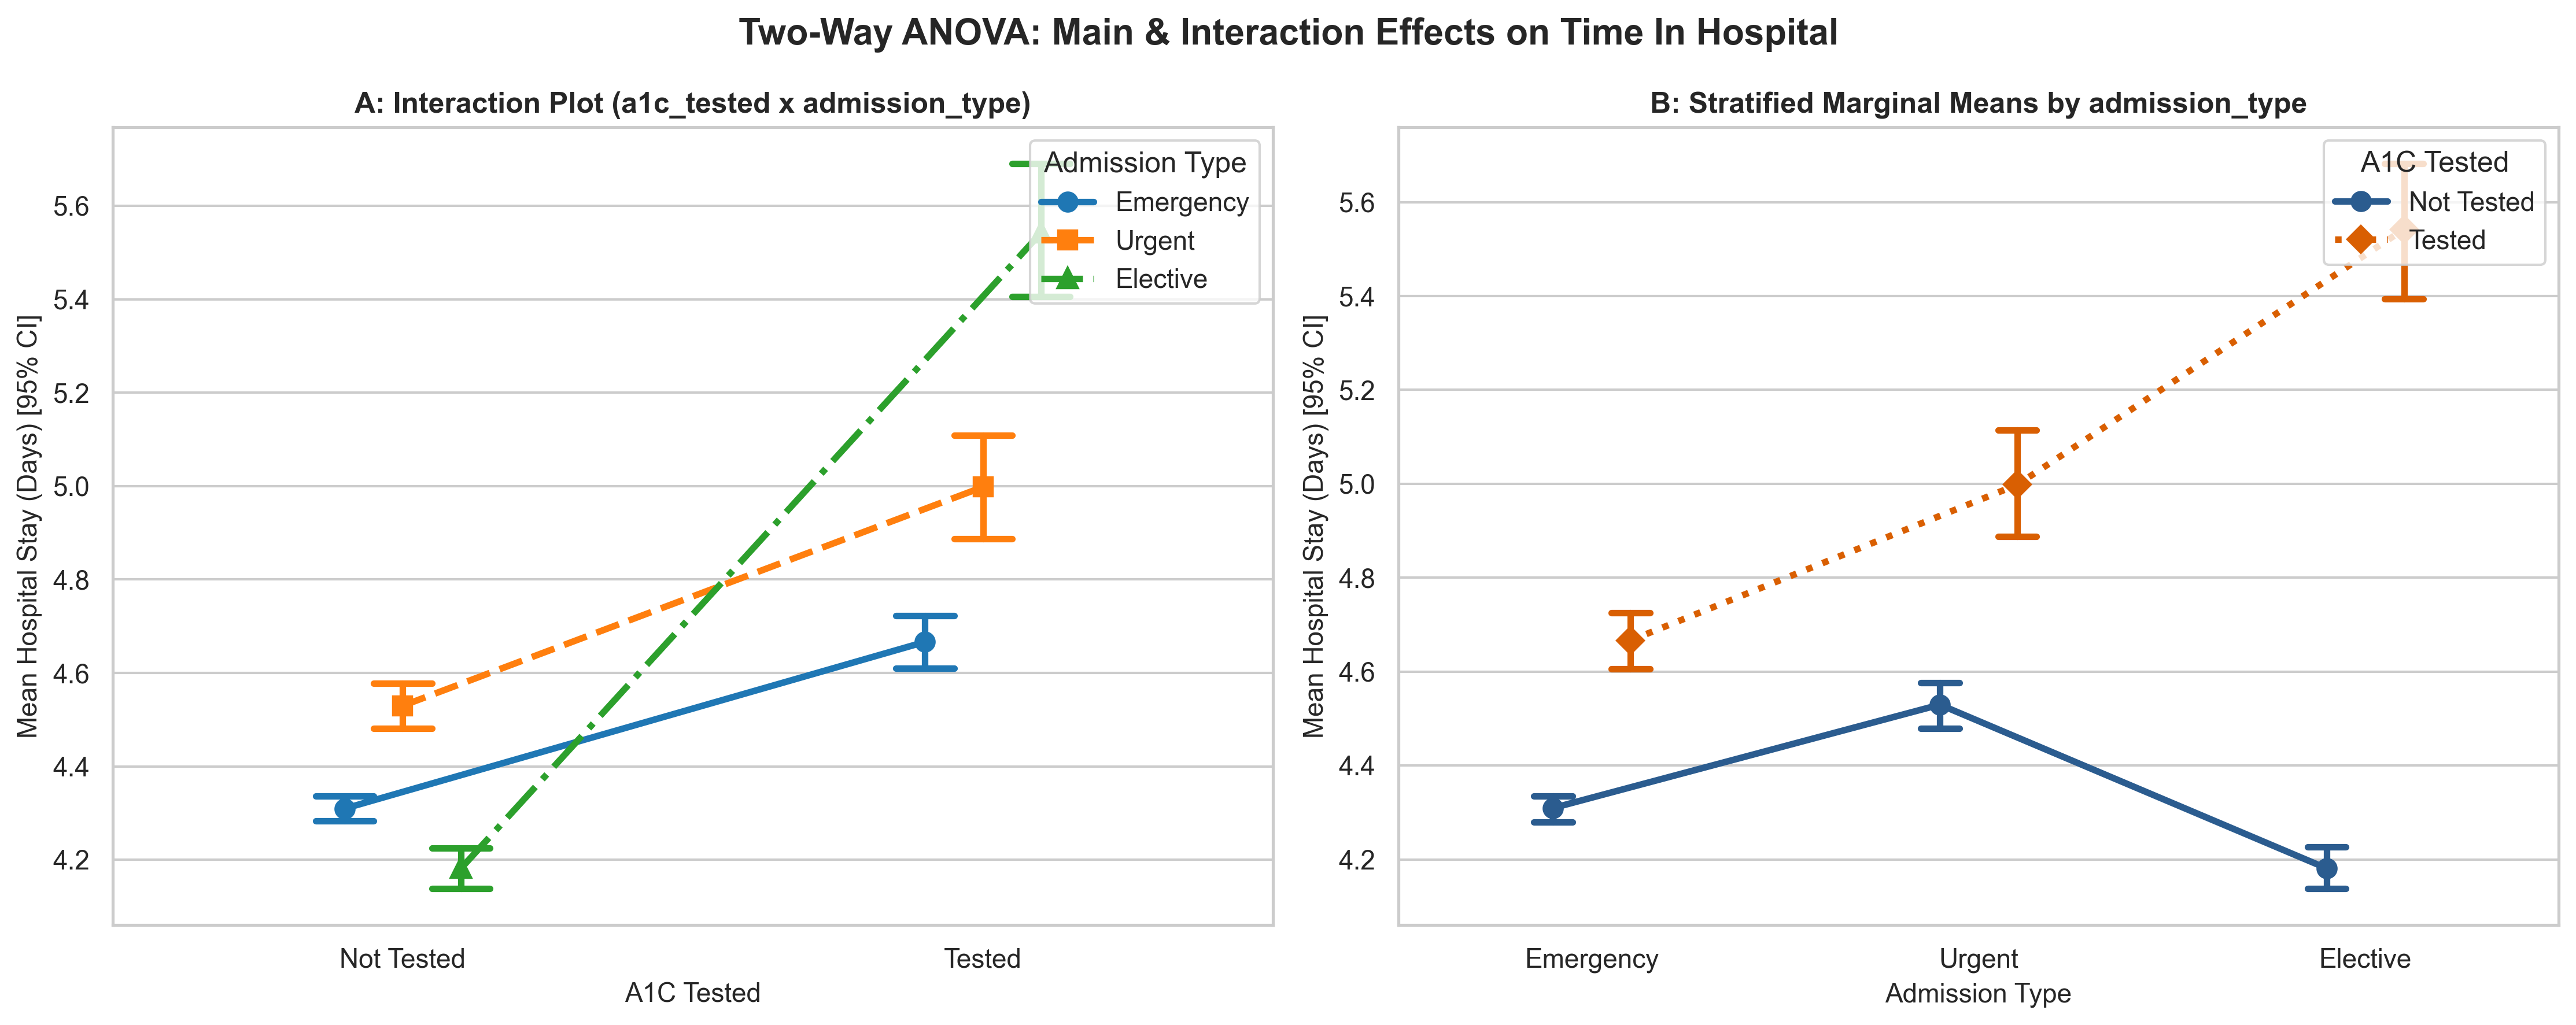 Two-Way ANOVA: Main & Interaction Effects on Time In Hospital
A: Interaction Plot (a1c_tested x admission_type)
Mean Hospital Stay (Days) [95% CI]
5.6
5.4
5.2
5.0
4.8
4.6
4.4
4.2
Admission Type
Emergency
Urgent
Elective
Not Tested
Tested
A1C Tested
B: Stratified Marginal Means by admission_type
Mean Hospital Stay (Days) [95% CI]
5.6
5.4
5.2
5.0
4.8
4.6
4.4
4.2
A1C Tested
Not Tested
Tested
Emergency
Urgent
Elective
Admission Type